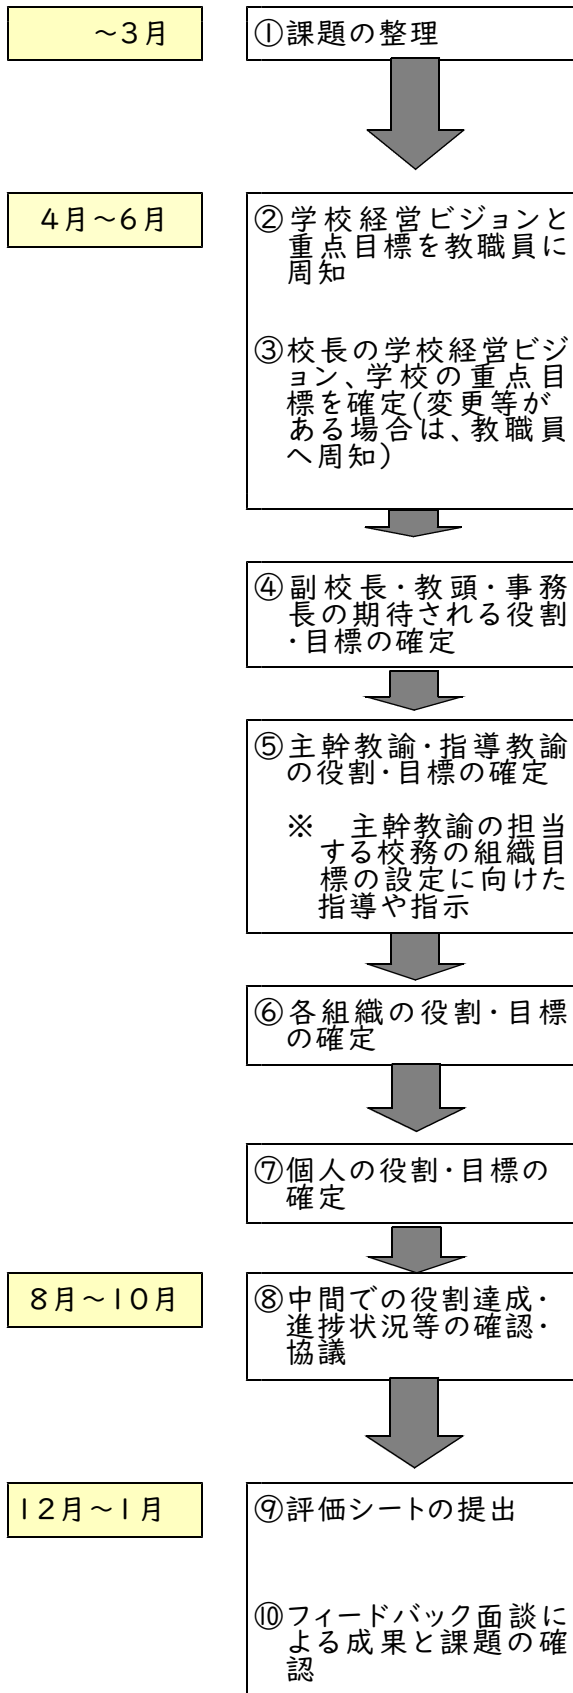 ～3月
①課題の整理
4月～6月
②学校経営ビジョンと
重点目標を教職員に
周知
③校長の学校経営ビジ
ョン、学校の重点目
標を確定(変更等が
ある場合は、教職員
へ周知)
④副校長・教頭・事務
長の期待される役割
・目標の確定
⑤主幹教諭・指導教諭
の役割・目標の確定
※　主幹教諭の担当
する校務の組織目
標の設定に向けた
指導や指示
⑥各組織の役割・目標
の確定
⑦個人の役割・目標の
確定
8月～10月
⑧中間での役割達成・
進捗状況等の確認・
協議
12月～1月
⑨評価シートの提出
⑩フィードバック面談に
よる成果と課題の確
認